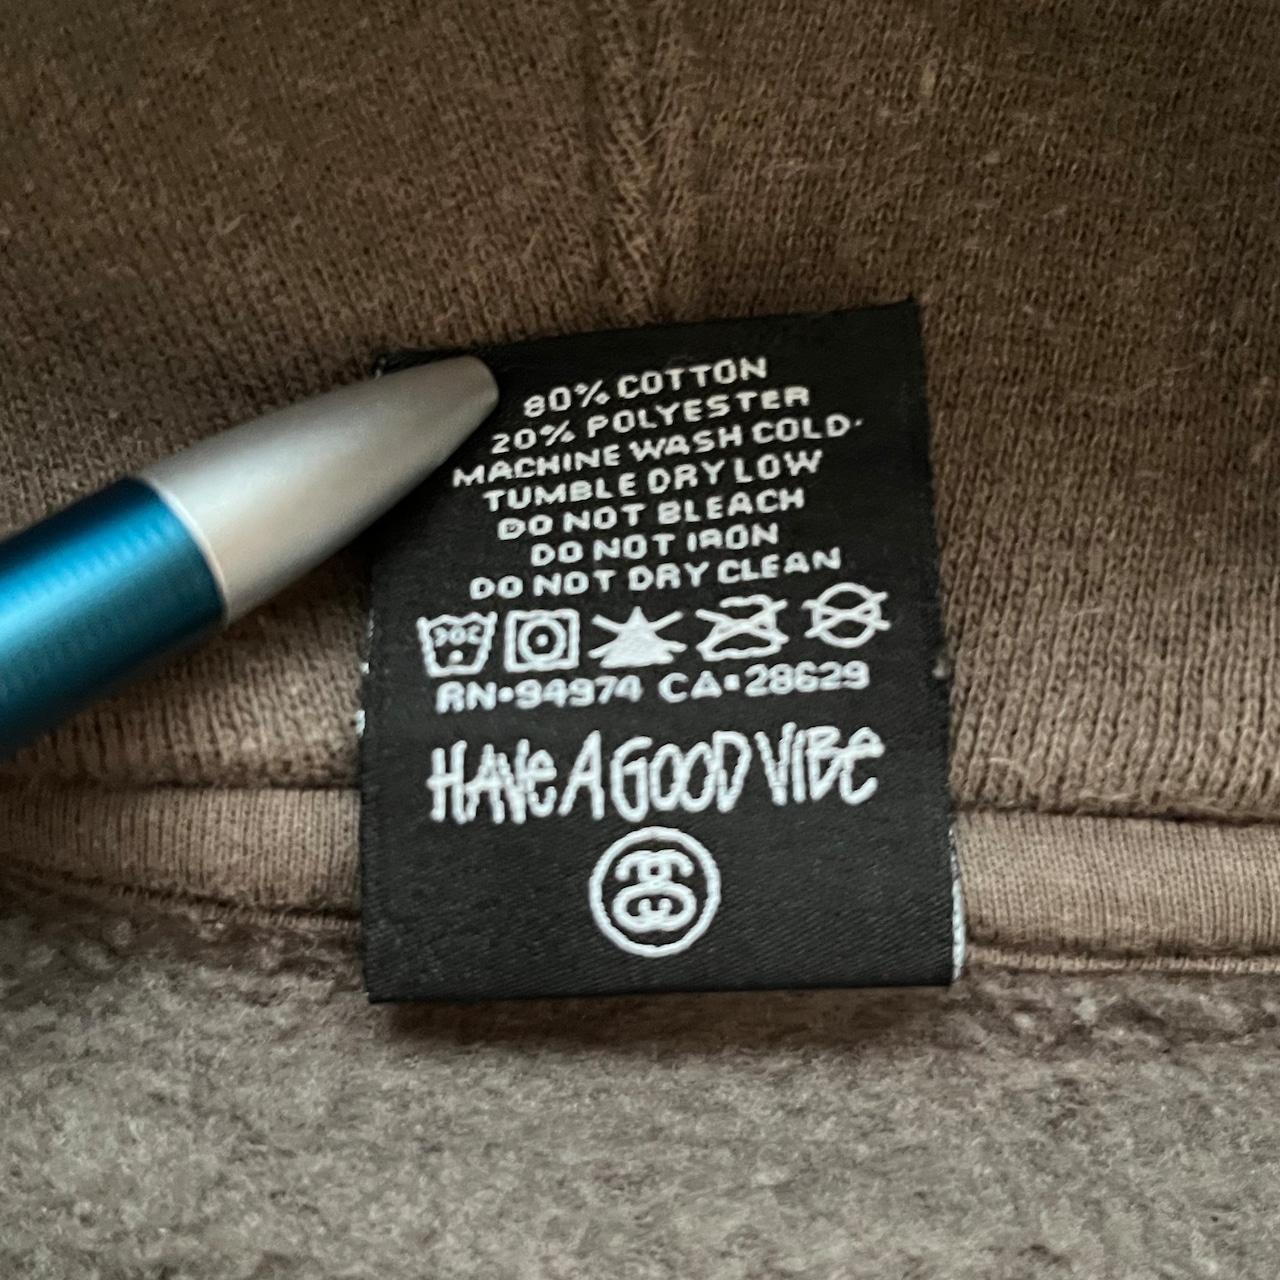 80% COTTON
20% POLYESTER
MACHINE WASH COLD.
TUMBLE DRY LOW
DO NOT BLEACH
DO NOT IRON
DO NOT DRY CLEAN
30C
RN•94974 CA•28629
HAVE A GOOD VIBE